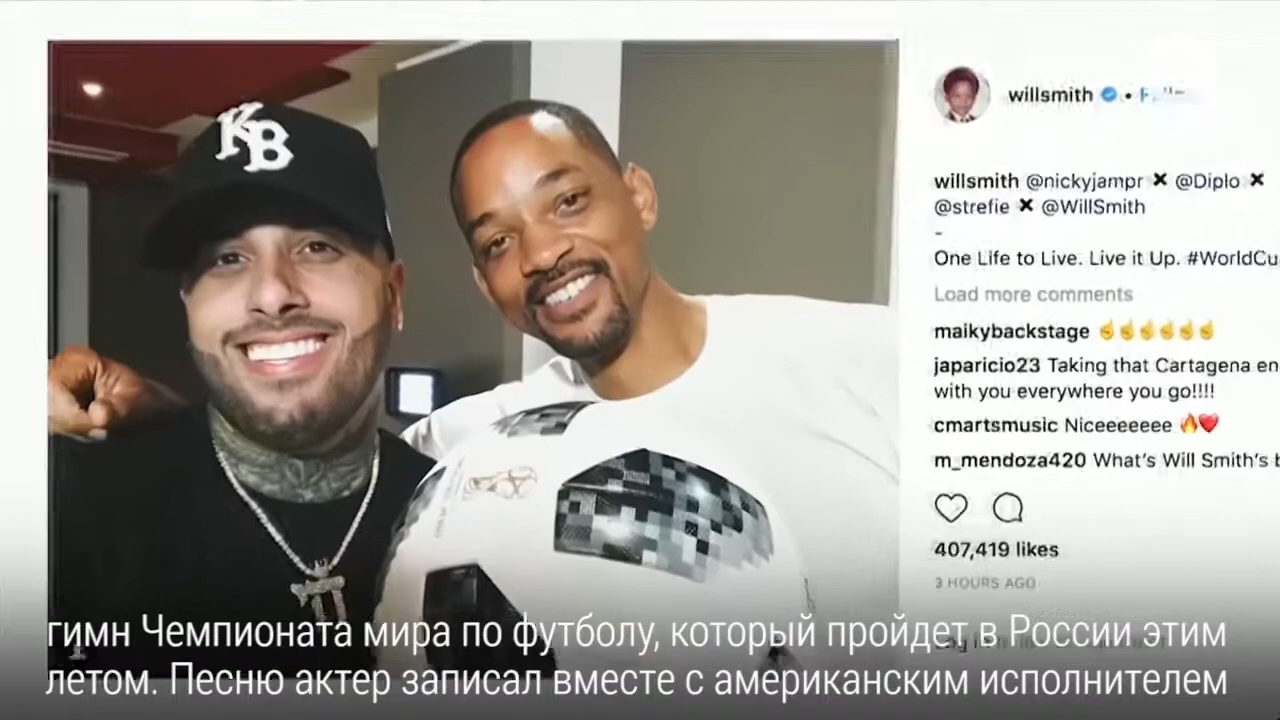 KB
willsmith •
willsmith @nickyjampr ✖ @Diplo ✖
@strefie ✖ @WillSmith
-
One Life to Live. Live it Up. #WorldCu
Load more comments
maikybackstage ☝☝☝☝☝☝
japaricio23 Taking that Cartagena en
with you everywhere you go!!!!
cmartsmusic Niceeeeeee 🔥❤
m_mendoza420 What's Will Smith's b
407,419 likes
3 HOURS AGO
гимн Чемпионата мира по футболу, который пройдет в России этим
летом. Песню актер записал вместе с американским исполнителем